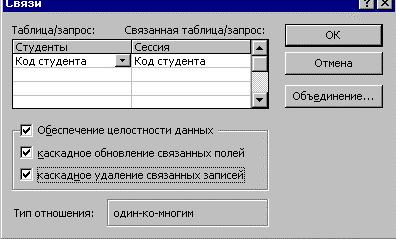 Связи
Таблица/запрос: Связанная таблица/запрос:
Студенты Сессия
Код студента Код студента
ОК
Отмена
Объединение...
Обеспечение целостности данных
каскадное обновление связанных полей
каскадное удаление связанных записей
Тип отношения: один-ко-многим